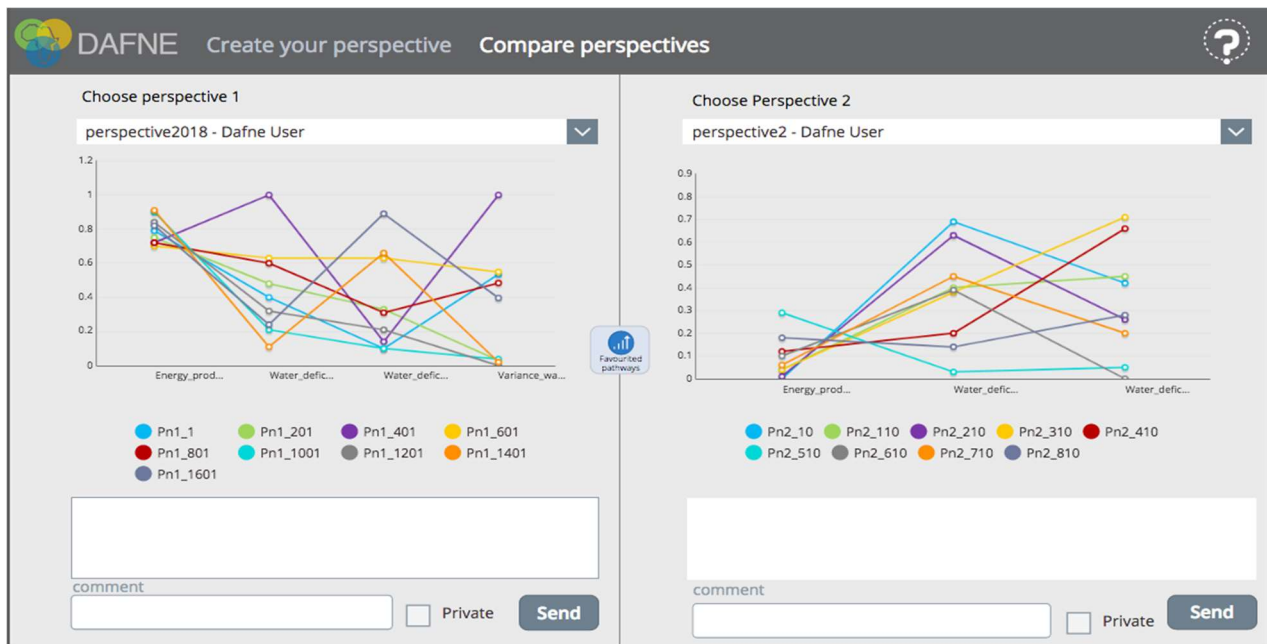 DAFNE Create your perspective Compare perspectives ?
Choose perspective 1
perspective2018 - Dafne User
1.2
1
0.8
0.6
0.4
0.2
0
Energy_prod... Water_defic... Water_defic... Variance_wa...
Pn1_1 Pn1_201 Pn1_401 Pn1_601
Pn1_801 Pn1_1001 Pn1_1201 Pn1_1401
Pn1_1601
comment
Private Send
Favourited
pathways
Choose Perspective 2
perspective2 - Dafne User
0.9
0.8
0.7
0.6
0.5
0.4
0.3
0.2
0.1
0
Energy_prod... Water_defic... Water_defic...
Pn2_10 Pn2_110 Pn2_210 Pn2_310 Pn2_410
Pn2_510 Pn2_610 Pn2_710 Pn2_810
comment
Private Send